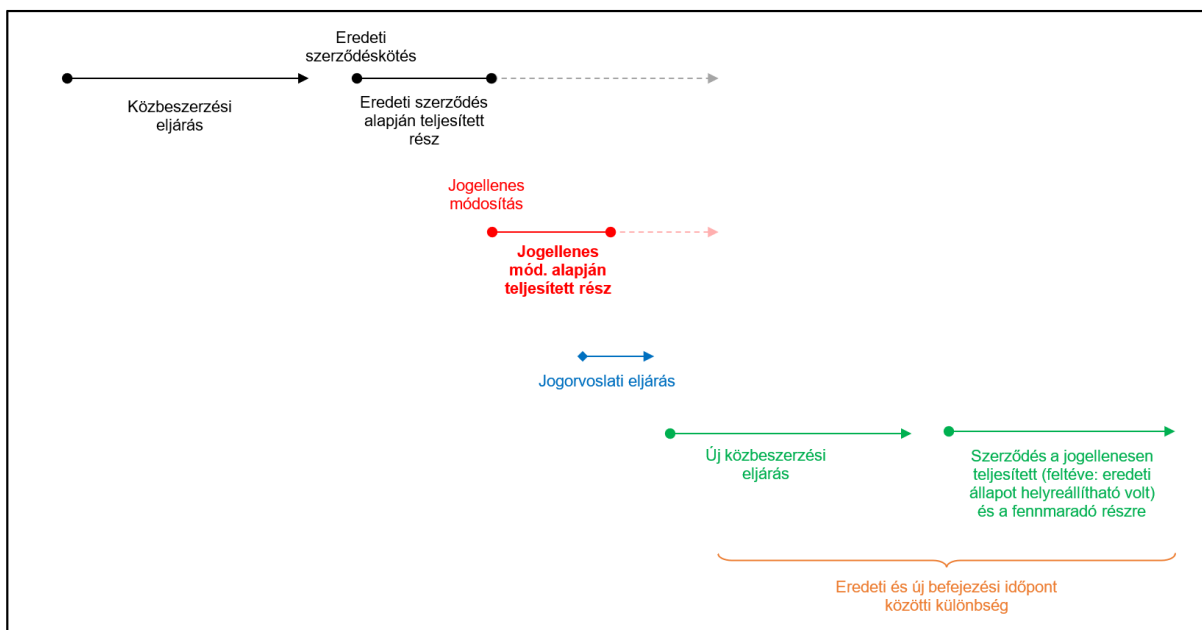 Eredeti
szerződéskötés
Közbeszerzési
eljárás
Eredeti szerződés
alapján teljesített
rész
Jogellenes
módosítás
Jogellenes
mód. alapján
teljesített rész
Jogorvoslati eljárás
Új közbeszerzési
eljárás
Szerződés a jogellenesen
teljesített (feltéve: eredeti
állapot helyreállítható volt)
és a fennmaradó részre
Eredeti és új befejezési időpont
közötti különbség